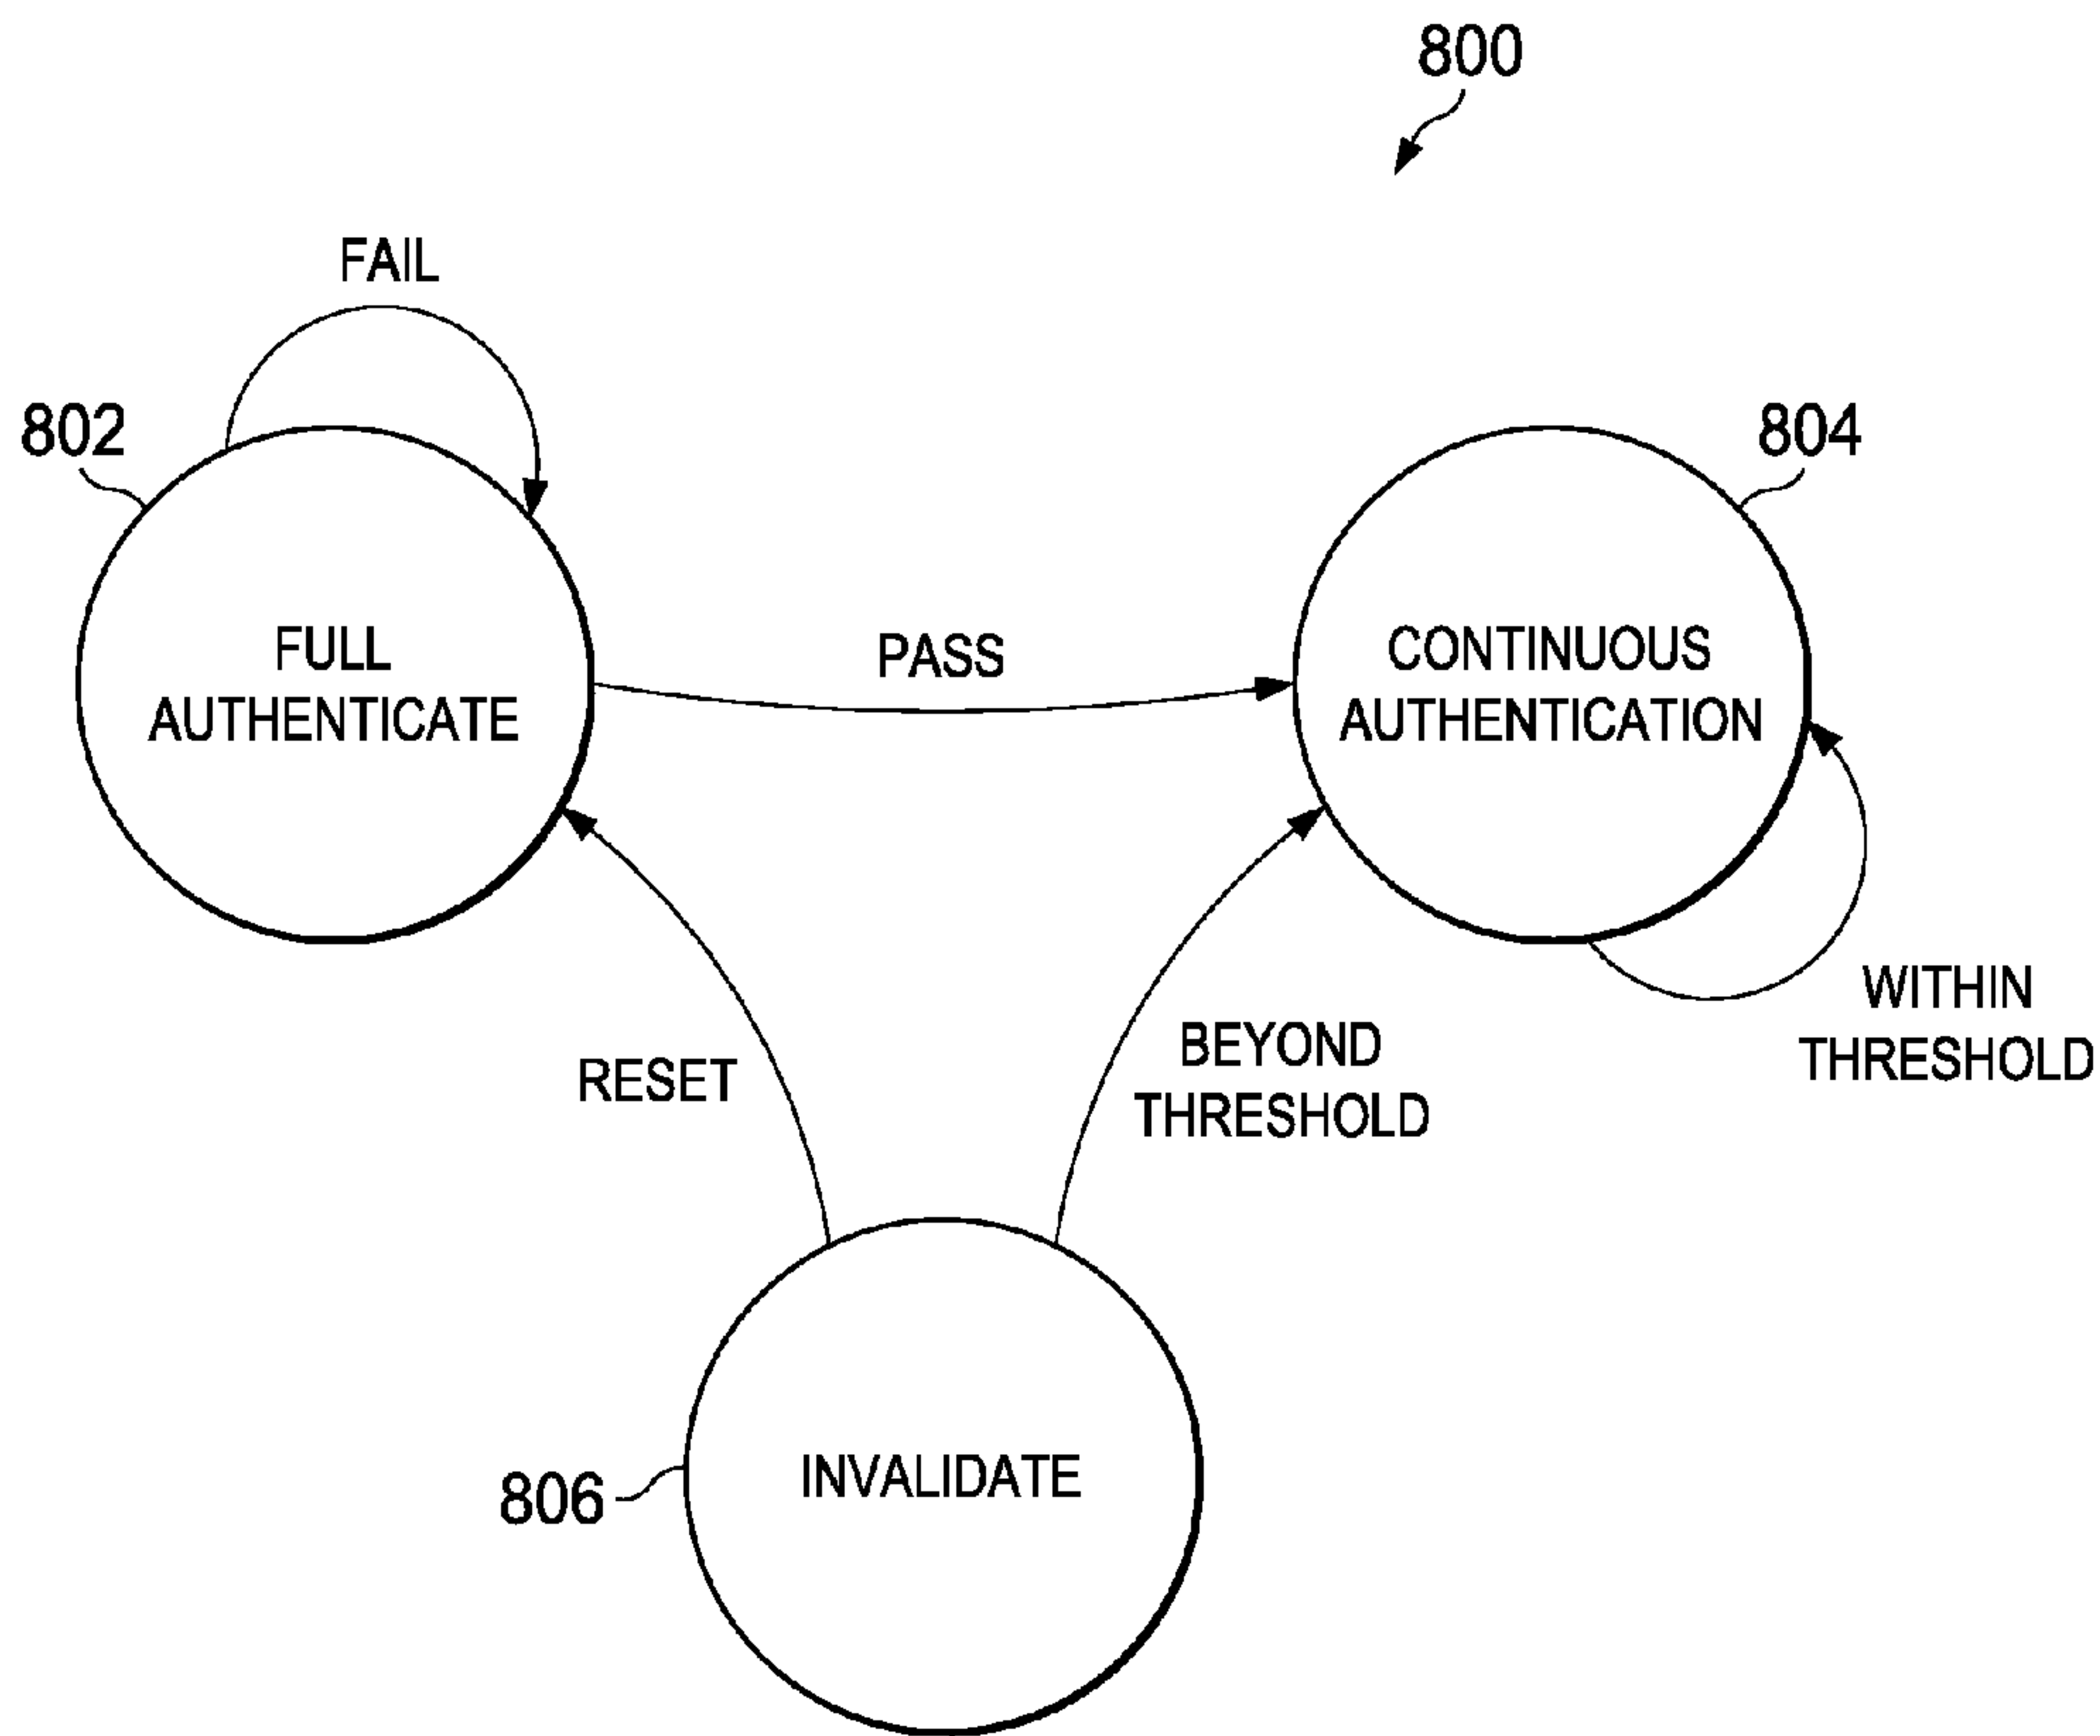 800
FAIL
802
804
FULL
AUTHENTICATE
PASS
CONTINUOUS
AUTHENTICATION
WITHIN
THRESHOLD
BEYOND
THRESHOLD
RESET
INVALIDATE
806